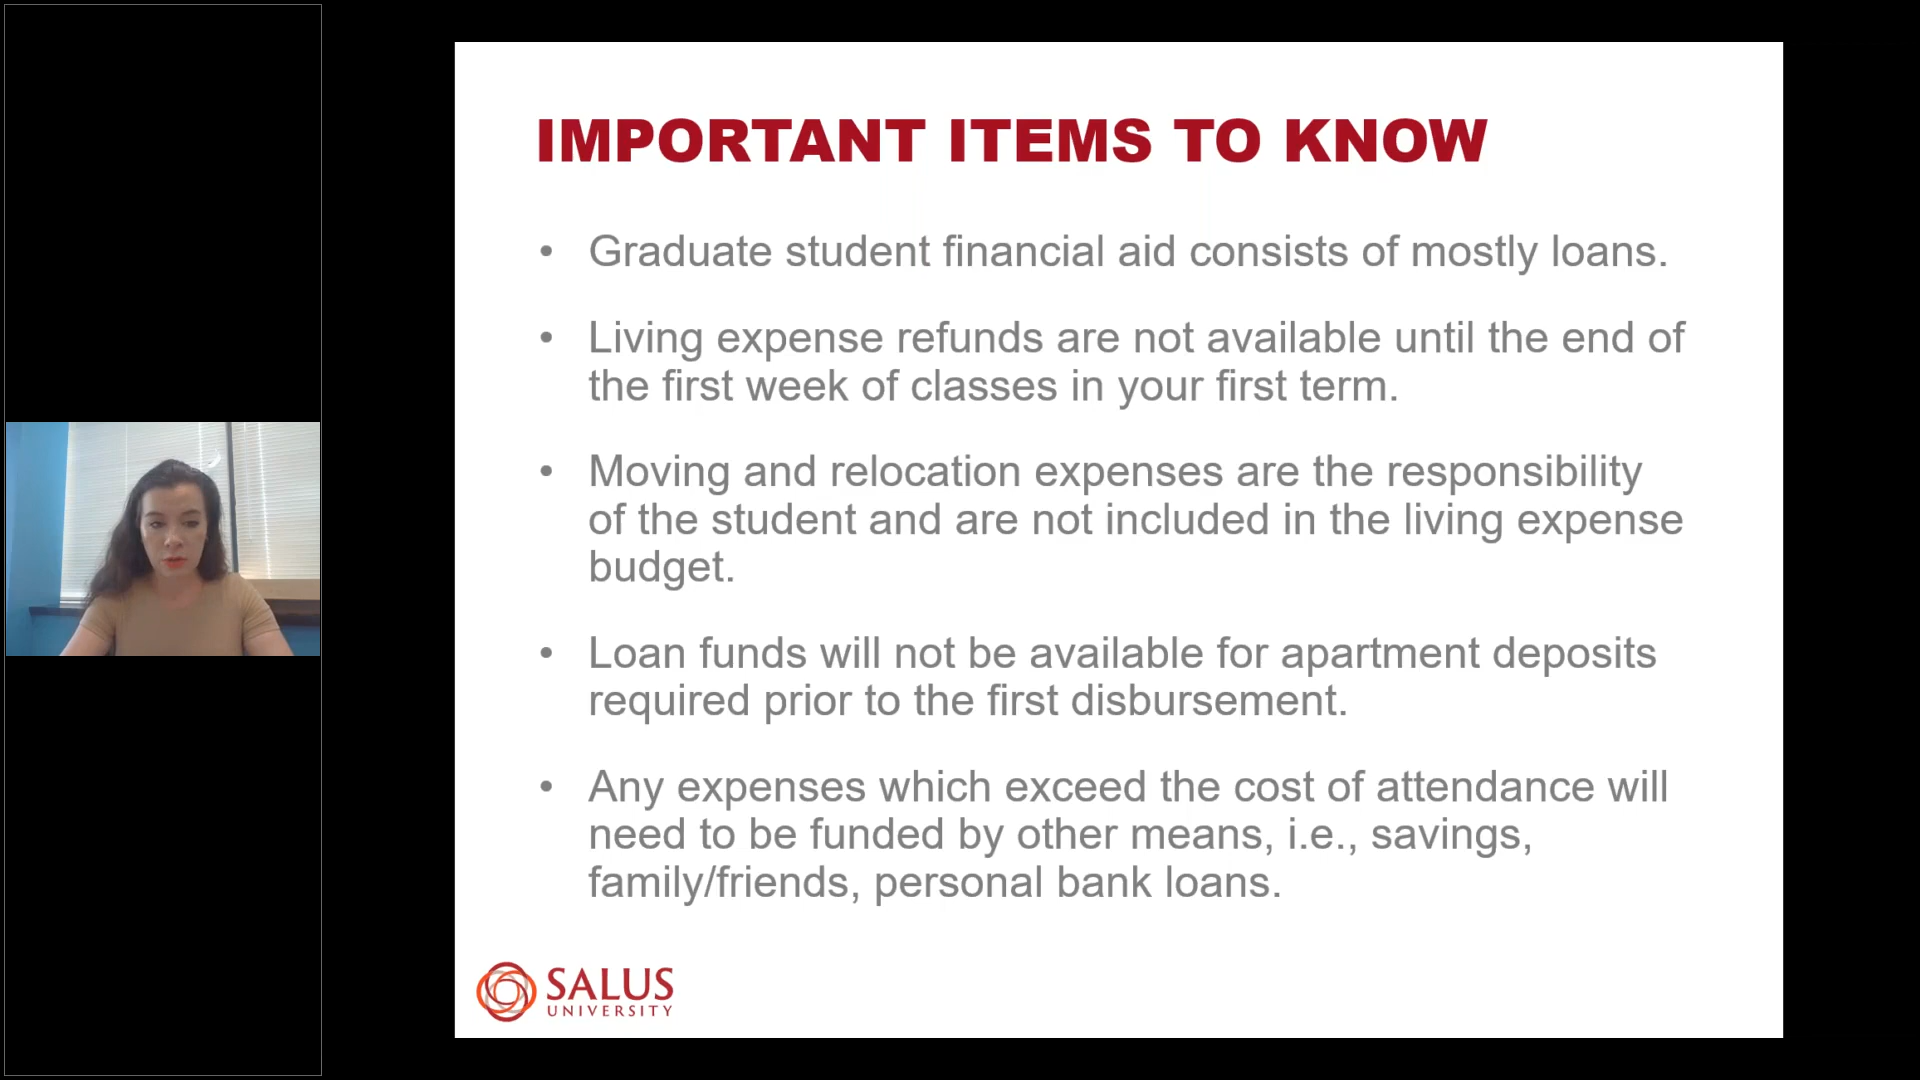 IMPORTANT ITEMS TO KNOW
• Graduate student financial aid consists of mostly loans.
• Living expense refunds are not available until the end of
the first week of classes in your first term.
• Moving and relocation expenses are the responsibility
of the student and are not included in the living expense
budget.
• Loan funds will not be available for apartment deposits
required prior to the first disbursement.
• Any expenses which exceed the cost of attendance will
need to be funded by other means, i.e., savings,
family/friends, personal bank loans.
SALUS
UNIVERSITY